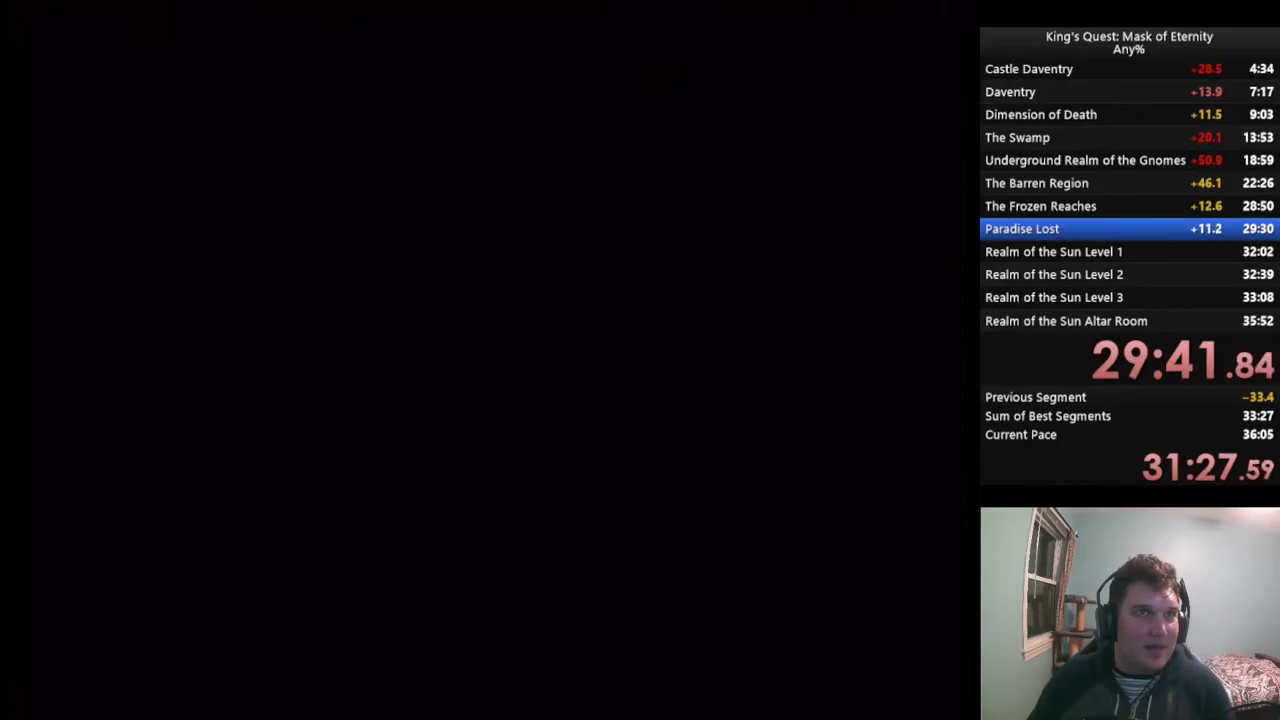 King's Quest: Mask of Eternity
Any%
Castle Daventry +28.5 4:34
Daventry +13.9 7:17
Dimension of Death +11.5 9:03
The Swamp +20.1 13:53
Underground Realm of the Gnomes +50.9 18:59
The Barren Region +46.1 22:26
The Frozen Reaches +12.6 28:50
Paradise Lost +11.2 29:30
Realm of the Sun Level 1 32:02
Realm of the Sun Level 2 32:39
Realm of the Sun Level 3 33:08
Realm of the Sun Altar Room 35:52
29:41.84
Previous Segment −33.4
Sum of Best Segments 33:27
Current Pace 36:05
31:27.59